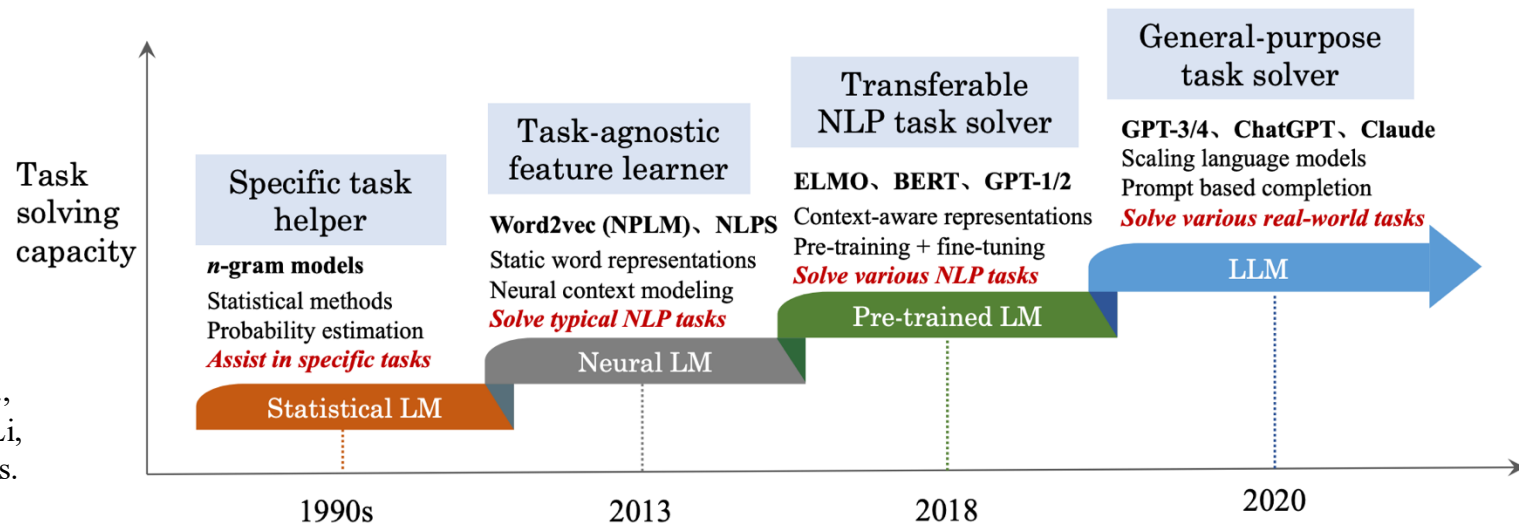 General-purpose
task solver
Transferable
NLP task solver
Task-agnostic
feature learner
Specific task
helper
Task
solving
capacity
GPT-3/4、ChatGPT、Claude
Scaling language models
Prompt based completion
Solve various real-world tasks
ELMO、BERT、GPT-1/2
Context-aware representations
Pre-training + fine-tuning
Solve various NLP tasks
Word2vec (NPLM)、NLPS
Static word representations
Neural context modeling
Solve typical NLP tasks
n-gram models
Statistical methods
Probability estimation
Assist in specific tasks
LLM
Pre-trained LM
Neural LM
Statistical LM
Li,
s.
1990s
2013
2018
2020